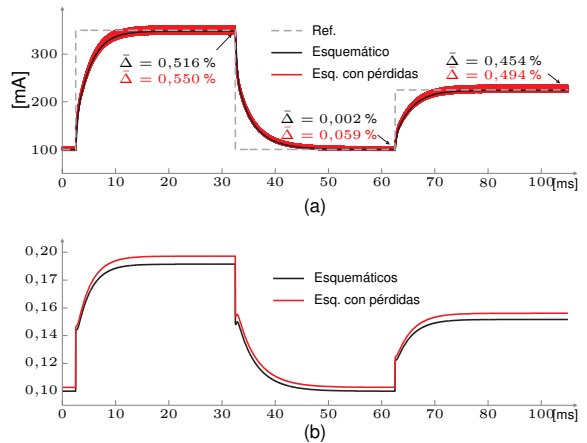 (a)
[mA]
300
200
100
Ref.
Esquemático
Esq. con pérdidas
Δ̄ = 0,516 %
Δ̄ = 0,550 %
Δ̄ = 0,002 %
Δ̄ = 0,059 %
Δ̄ = 0,454 %
Δ̄ = 0,494 %
0 10 20 30 40 50 60 70 80 90 100 [ms]
(a)
0,20
0,16
0,14
0,12
0,10
Esquemáticos
Esq. con pérdidas
0 10 20 30 40 50 60 70 80 90 100 [ms]
(b)